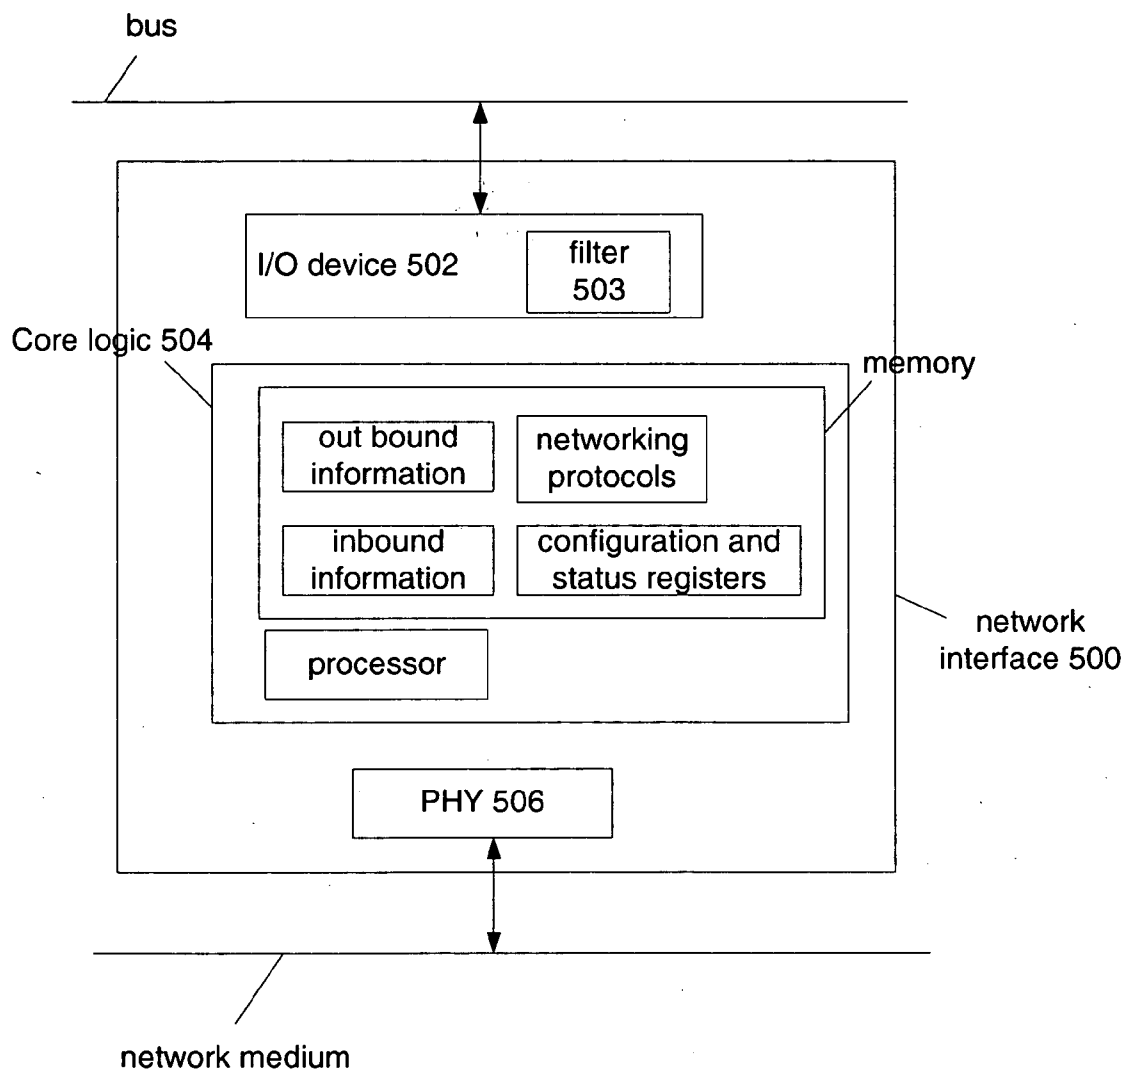 bus
I/O device 502
filter
503
Core logic 504
memory
out bound
information
networking
protocols
inbound
information
configuration and
status registers
network
interface 500
processor
PHY 506
network medium